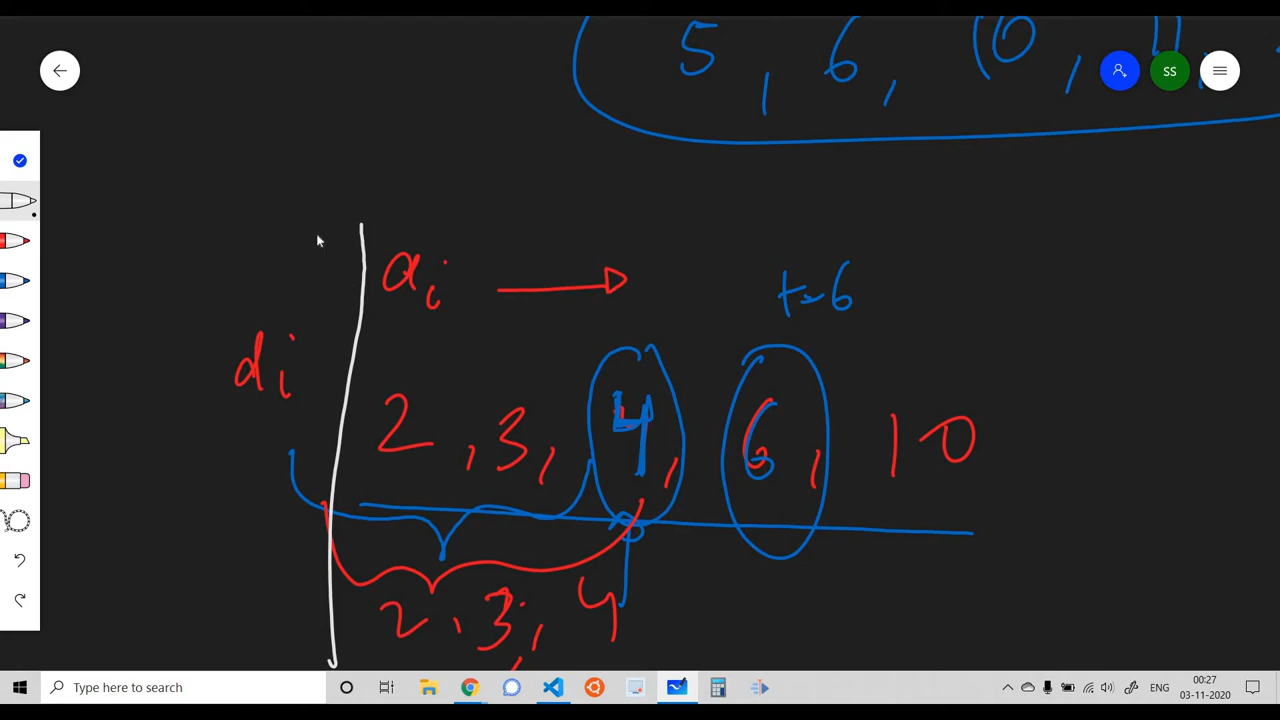 5 , 6 , 10 , 11 ,
SS
ai
t=6
di
2 , 3 , 4 , 6 , 10
2 , 3 , 4
Type here to search
ENG
00:27
03-11-2020